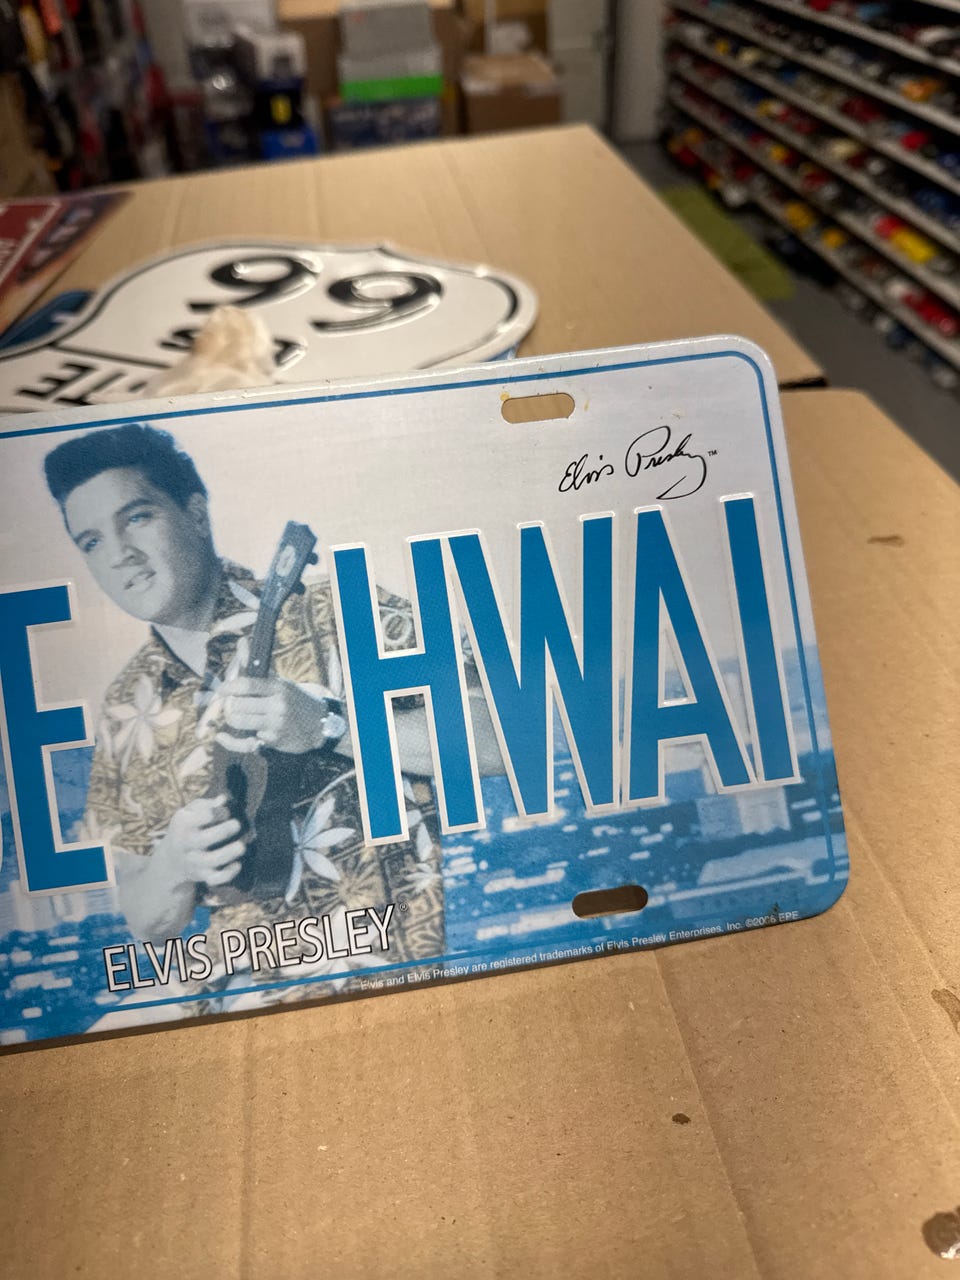 Elvis Presley™
E HWAI
ELVIS PRESLEY®
Elvis and Elvis Presley are registered trademarks of Elvis Presley Enterprises, Inc. ©2006 EPE